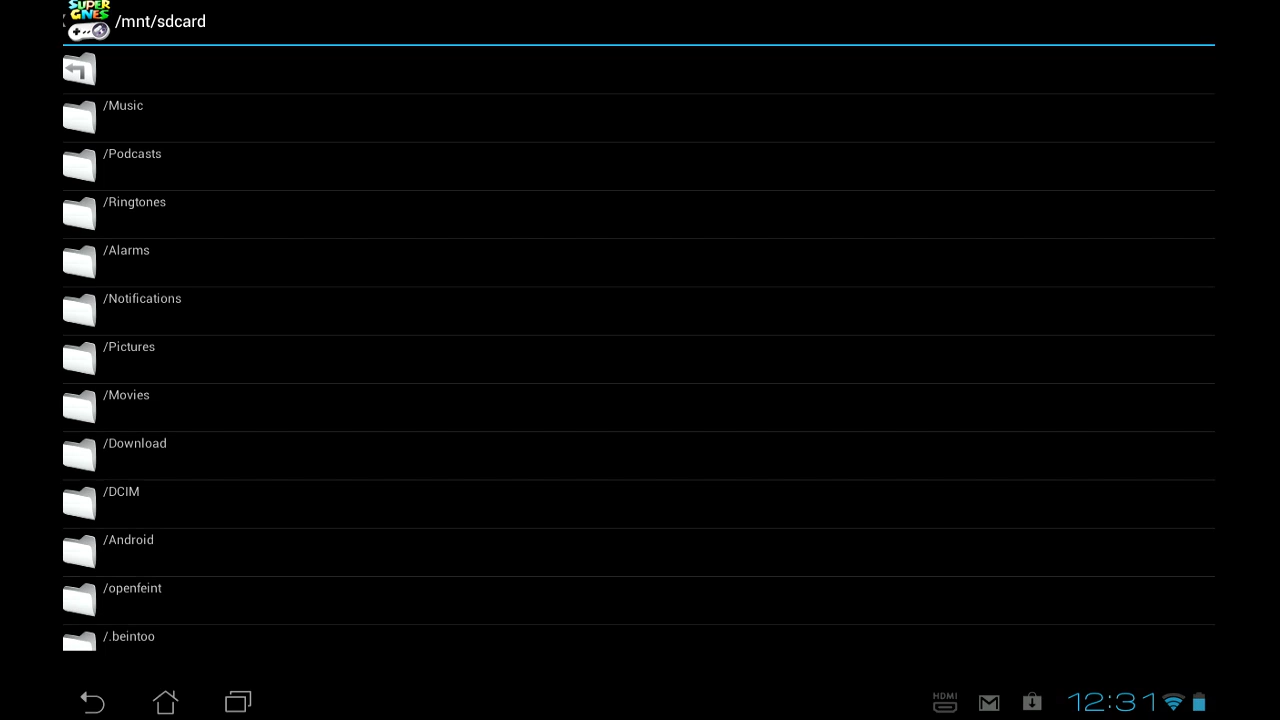 SUPER
GNES
/mnt/sdcard
/Music
/Podcasts
/Ringtones
/Alarms
/Notifications
/Pictures
/Movies
/Download
/DCIM
/Android
/openfeint
/.beintoo
HDMI
12:31